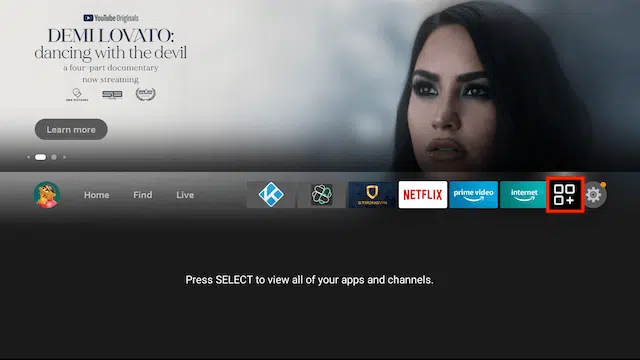 YouTube Originals
DEMI LOVATO:
dancing with the devil
a four-part documentary
now streaming
SB
Learn more
Home
Find
Live
STRONGVPN
NETFLIX
prime video
internet
Press SELECT to view all of your apps and channels.